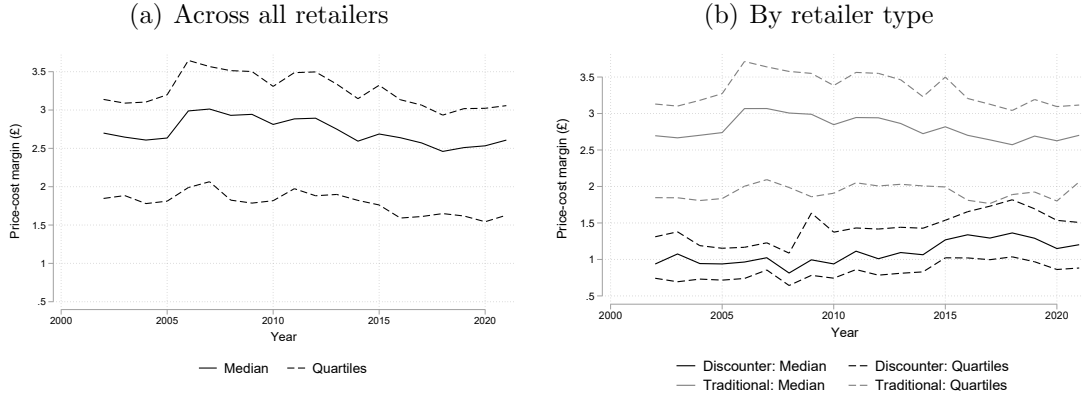 (a) Across all retailers
Price-cost margin (£)
3.5
3
2.5
2
1.5
1
.5
2000 2005 2010 2015 2020
Year
Median Quartiles
(b) By retailer type
Price-cost margin (£)
3.5
3
2.5
2
1.5
1
.5
2000 2005 2010 2015 2020
Year
Discounter: Median Discounter: Quartiles
Traditional: Median Traditional: Quartiles